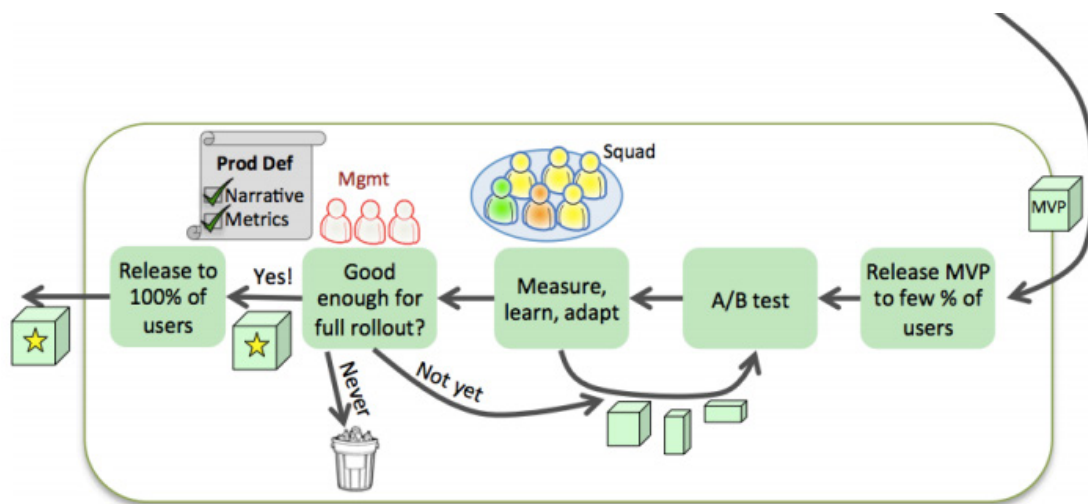 Prod Def
Narrative
Metrics
Mgmt
Squad
MVP
Release to
100% of
users
Yes!
Good
enough for
full rollout?
Measure,
learn, adapt
A/B test
Release MVP
to few % of
users
Never
Not yet